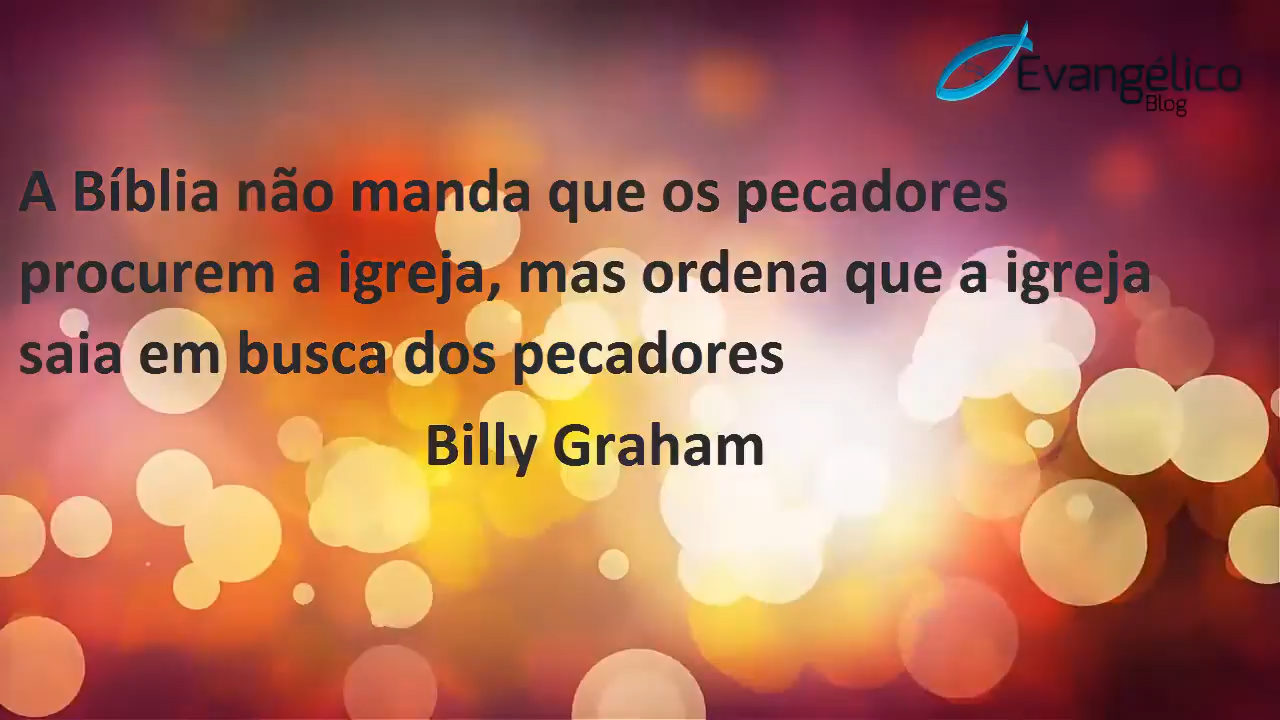 Evangélico
Blog
A Bíblia não manda que os pecadores
procurem a igreja, mas ordena que a igreja
saia em busca dos pecadores
Billy Graham